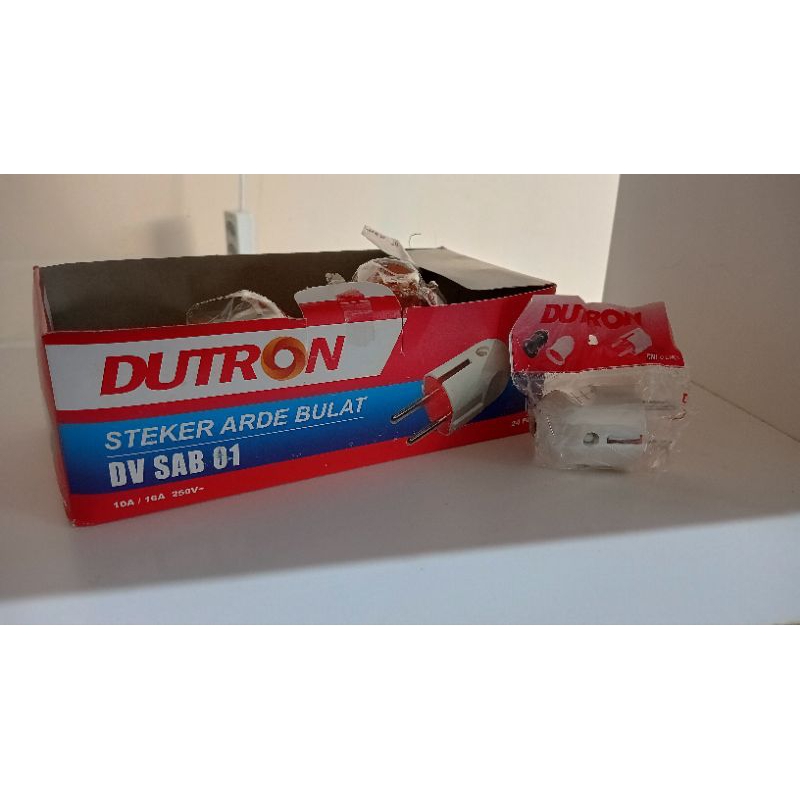 DUTRON
STEKER ARDE BULAT
DV SAB 01
10A / 16A 250V~
DUTRON